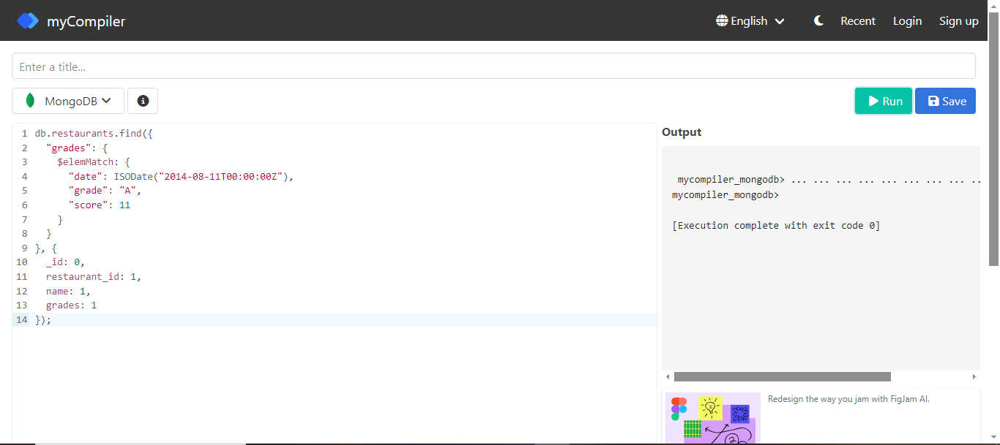 myCompiler
English
Recent
Login
Sign up
Enter a title...
MongoDB
Run
Save
1 db.restaurants.find({
2 "grades": {
3 $elemMatch: {
4 "date": ISODate("2014-08-11T00:00:00Z"),
5 "grade": "A",
6 "score": 11
7 }
8 }
9 }, {
10 _id: 0,
11 restaurant_id: 1,
12 name: 1,
13 grades: 1
14 });
Output
mycompiler_mongodb> ... ... ... ... ... ... ... ... ..
mycompiler_mongodb>
[Execution complete with exit code 0]
Redesign the way you jam with FigJam AI.
2